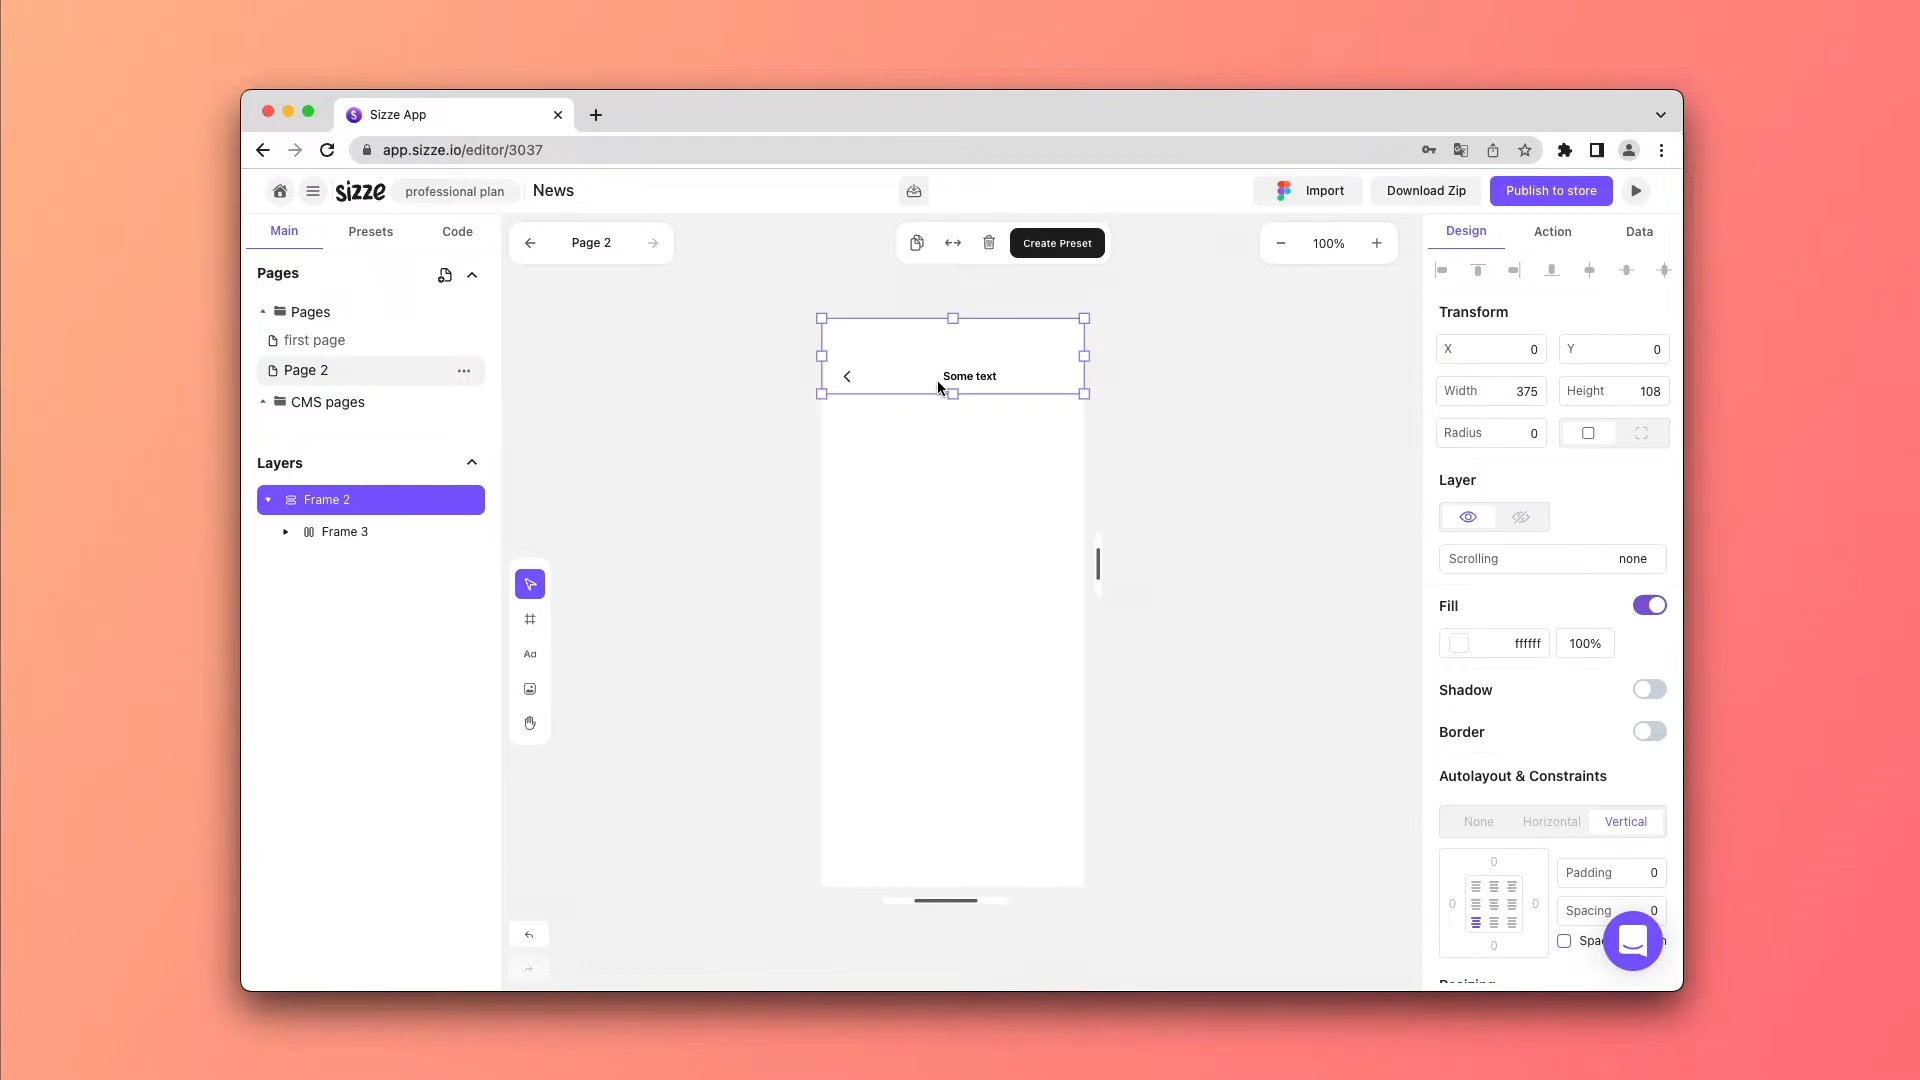 Sizze App
app.sizze.io/editor/3037
sizze
professional plan
News
Import
Download Zip
Publish to store
Main
Presets
Code
Page 2
Create Preset
100%
Design
Action
Data
Pages
Pages
first page
Page 2
CMS pages
Layers
Frame 2
Frame 3
Some text
Aa
Transform
X 0
Y 0
Width 375
Height 108
Radius 0
Layer
Scrolling none
Fill
ffffff 100%
Shadow
Border
Autolayout & Constraints
None Horizontal Vertical
0
0 0
0
Padding 0
Spacing 0